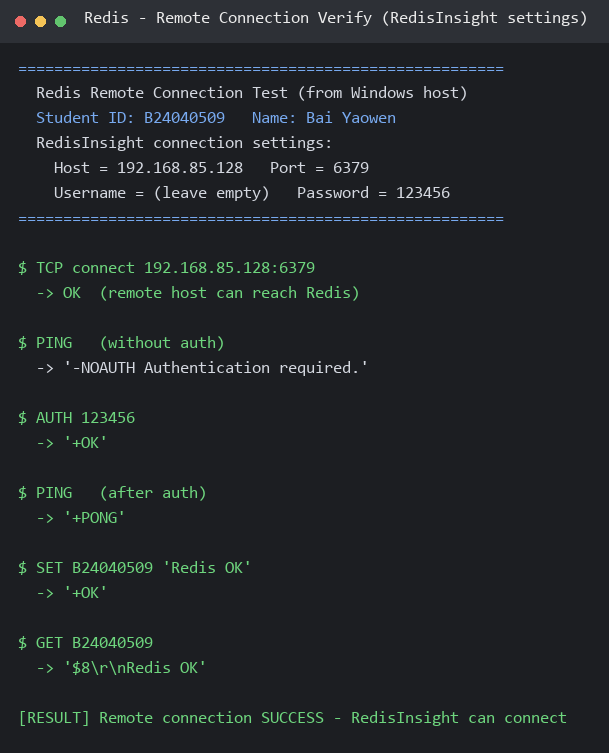 Redis - Remote Connection Verify (RedisInsight settings)
======================================================
Redis Remote Connection Test (from Windows host)
Student ID: B24040509   Name: Bai Yaowen
RedisInsight connection settings:
Host = 192.168.85.128   Port = 6379
Username = (leave empty)   Password = 123456
======================================================
$ TCP connect 192.168.85.128:6379
-> OK  (remote host can reach Redis)
$ PING   (without auth)
-> '-NOAUTH Authentication required.'
$ AUTH 123456
-> '+OK'
$ PING   (after auth)
-> '+PONG'
$ SET B24040509 'Redis OK'
-> '+OK'
$ GET B24040509
-> '$8\r\nRedis OK'
[RESULT] Remote connection SUCCESS - RedisInsight can connect